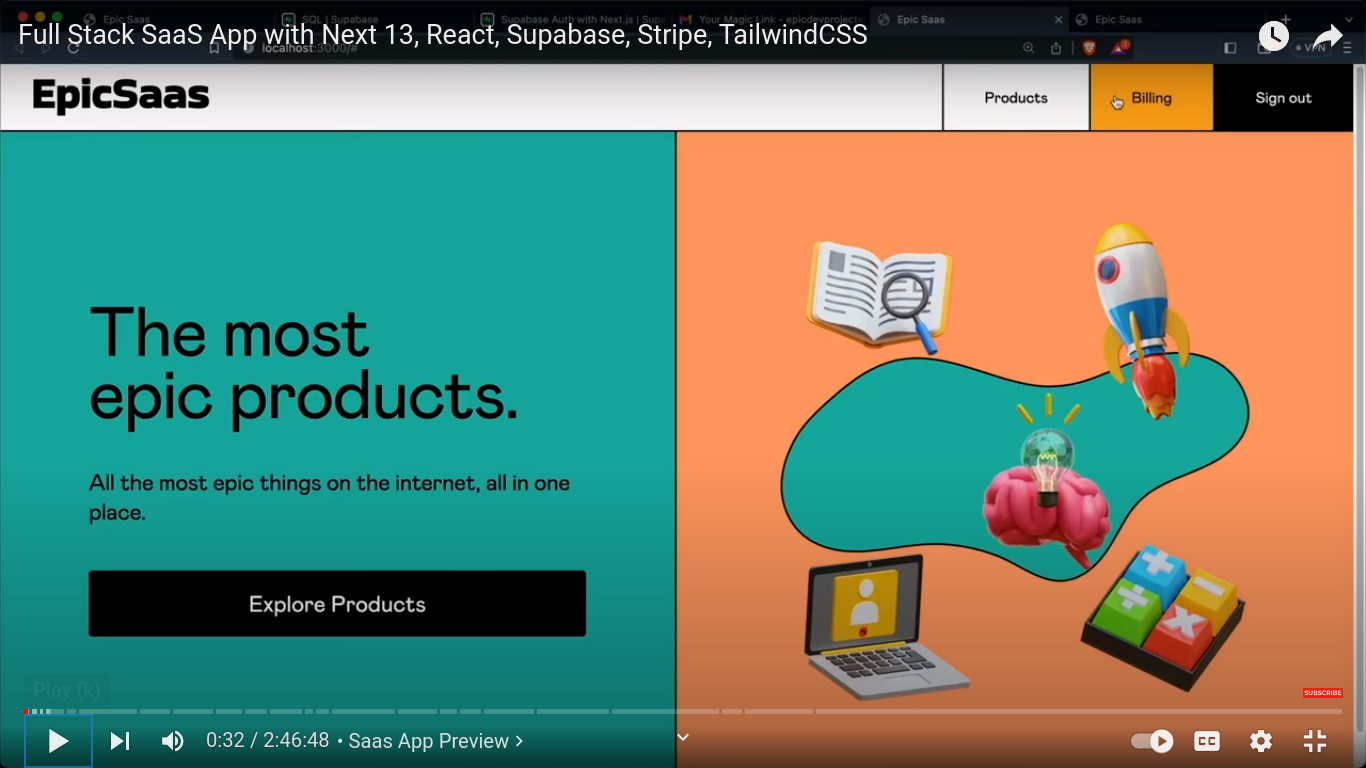 Epic Saas
SQL | Supabase
Supabase Auth with Next.js | Supa
Your Magic Link - epicdevprojects
Epic Saas
Epic Saas
Full Stack SaaS App with Next 13, React, Supabase, Stripe, TailwindCSS
localhost:3000/#
VPN
EpicSaas
Products
Billing
Sign out
The most
epic products.
All the most epic things on the internet, all in one
place.
Explore Products
Play (k)
SUBSCRIBE
0:32 / 2:46:48 • Saas App Preview
CC